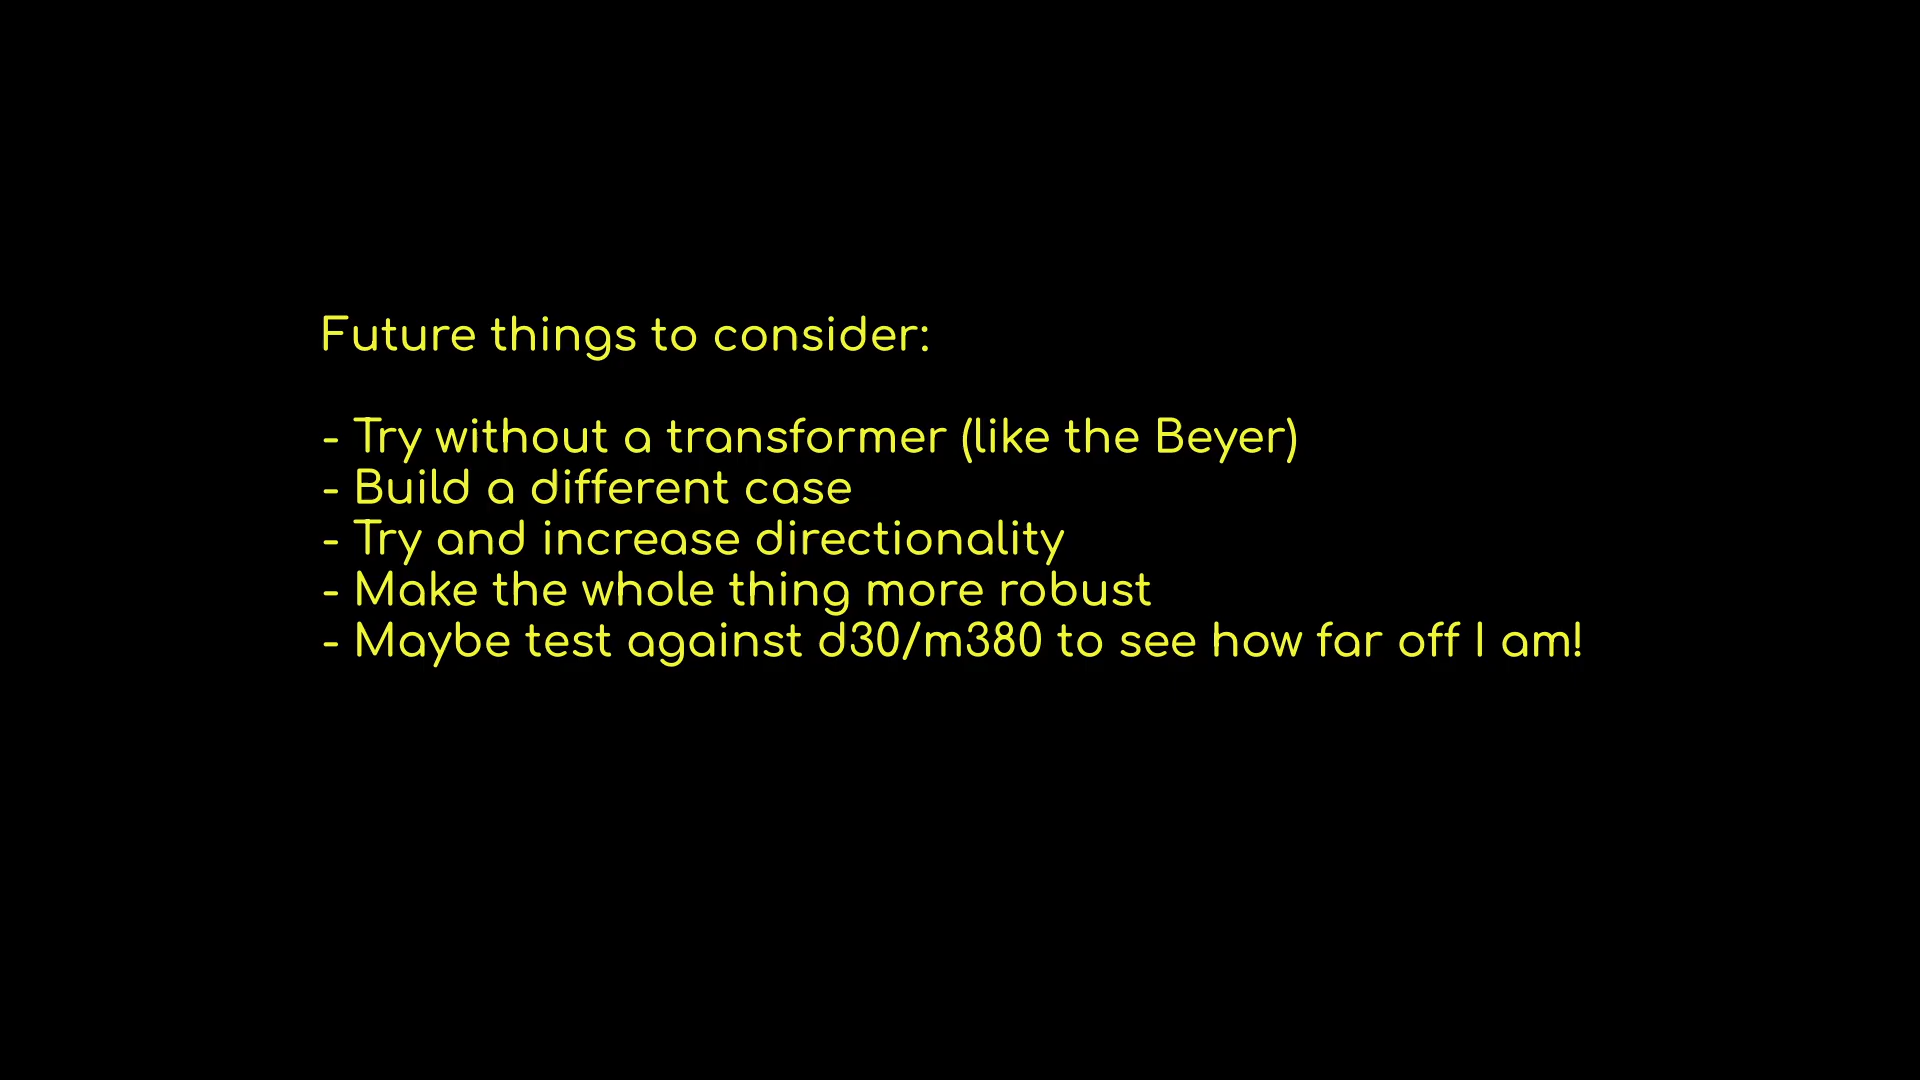 Future things to consider:
- Try without a transformer (like the Beyer)
- Build a different case
- Try and increase directionality
- Make the whole thing more robust
- Maybe test against d30/m380 to see how far off I am!